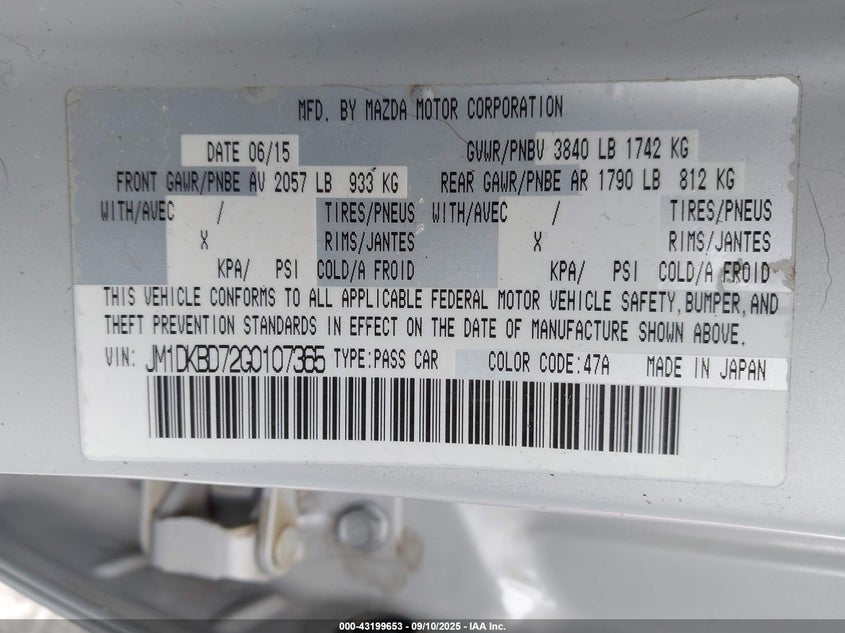 MFD. BY MAZDA MOTOR CORPORATION
DATE 06/15 GVWR/PNBV 3840 LB 1742 KG
FRONT GAWR/PNBE AV 2057 LB 933 KG REAR GAWR/PNBE AR 1790 LB 812 KG
WITH/AVEC / TIRES/PNEUS WITH/AVEC / TIRES/PNEUS
X RIMS/JANTES X RIMS/JANTES
KPA/ PSI COLD/A FROID KPA/ PSI COLD/A FROID
THIS VEHICLE CONFORMS TO ALL APPLICABLE FEDERAL MOTOR VEHICLE SAFETY, BUMPER, AND
THEFT PREVENTION STANDARDS IN EFFECT ON THE DATE OF MANUFACTURE SHOWN ABOVE.
VIN: JM1DKBD72G0107365 TYPE:PASS CAR COLOR CODE:47A MADE IN JAPAN
000-43199653 - 09/10/2025 - IAA Inc.